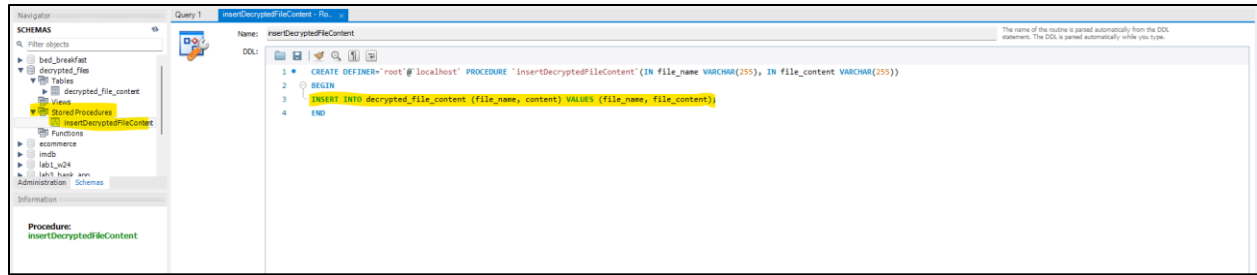 Navigator
SCHEMAS
Filter objects
bed_breakfast
decrypted_files
Tables
decrypted_file_content
Views
Stored Procedures
insertDecryptedFileContent
Functions
ecommerce
imdb
lab1_w24
lab3_bank_app
Administration Schemas
Information
Procedure:
insertDecryptedFileContent
Query 1 insertDecryptedFileContent - Ro...
Name: insertDecryptedFileContent
The name of the routine is parsed automatically from the DDL
statement. The DDL is parsed automatically while you type.
DDL:
1 CREATE DEFINER=`root`@`localhost` PROCEDURE `insertDecryptedFileContent`(IN file_name VARCHAR(255), IN file_content VARCHAR(255))
2 BEGIN
3 INSERT INTO decrypted_file_content (file_name, content) VALUES (file_name, file_content);
4 END